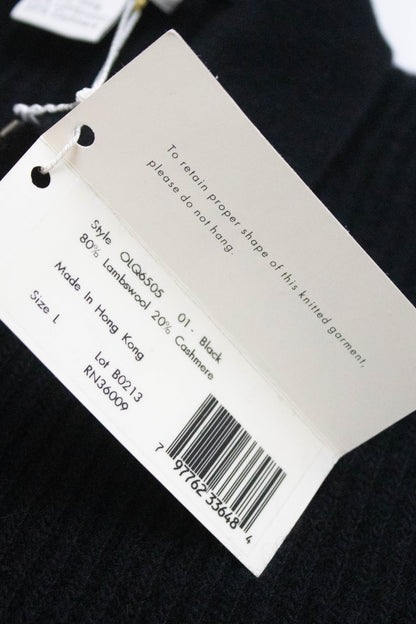 To retain proper shape of this knitted garment,
please do not hang.
Style OLQ6505 01 - Black
80% Lambswool 20% Cashmere
Made In Hong Kong
Size L
Lot B0213
RN36009
7 97762 33648 4